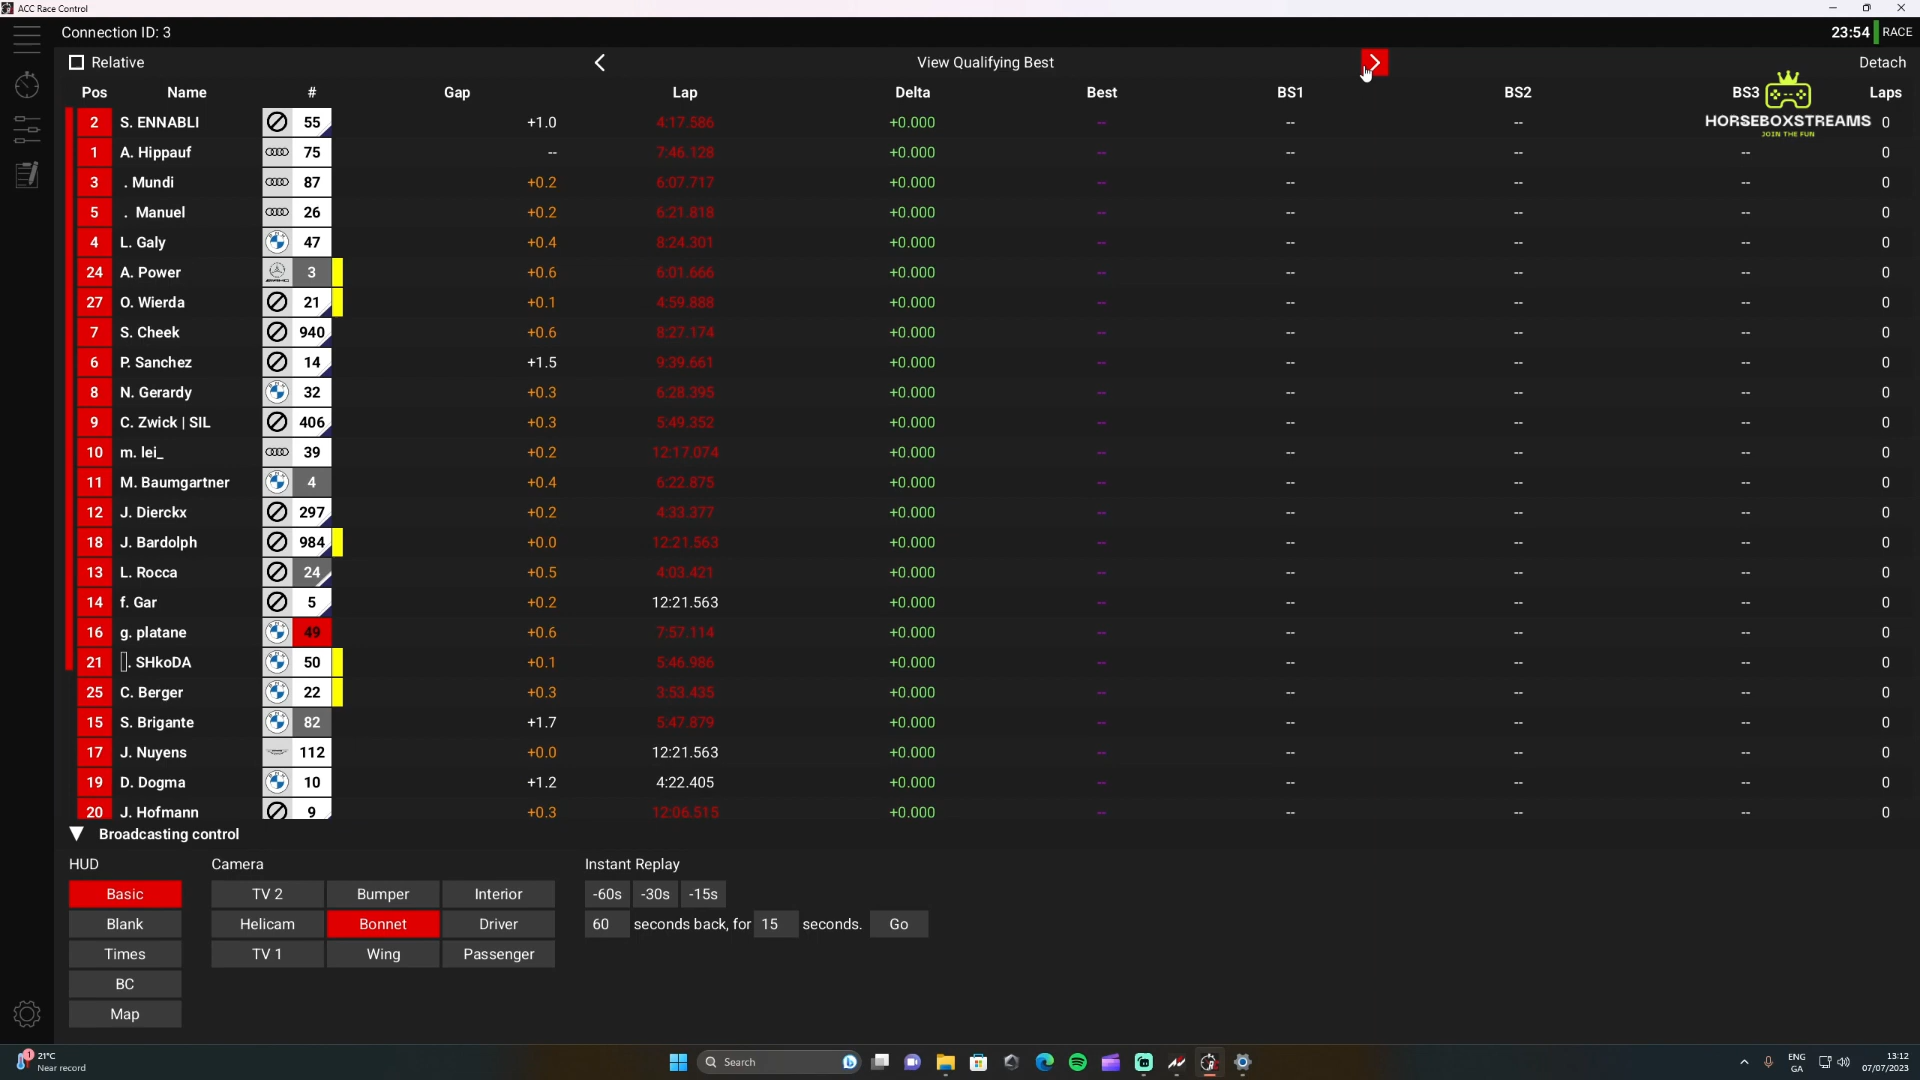 ACC Race Control
Connection ID: 3 23:54 RACE
Relative View Qualifying Best Detach
Pos Name # Gap Lap Delta Best BS1 BS2 BS3 Laps
HORSEBOXSTREAMS
JOIN THE FUN
2 S. ENNABLI 55 +1.0 4:17.586 +0.000 -- -- -- 0
1 A. Hippauf 75 -- 7:46.128 +0.000 -- -- -- -- 0
3 . Mundi 87 +0.2 6:07.717 +0.000 -- -- -- -- 0
5 . Manuel 26 +0.2 6:21.818 +0.000 -- -- -- -- 0
4 L. Galy 47 +0.4 8:24.301 +0.000 -- -- -- -- 0
24 A. Power 3 +0.6 6:01.666 +0.000 -- -- -- -- 0
27 O. Wierda 21 +0.1 4:59.888 +0.000 -- -- -- -- 0
7 S. Cheek 940 +0.6 8:27.174 +0.000 -- -- -- -- 0
6 P. Sanchez 14 +1.5 9:39.661 +0.000 -- -- -- -- 0
8 N. Gerardy 32 +0.3 6:28.395 +0.000 -- -- -- -- 0
9 C. Zwick | SIL 406 +0.3 5:49.352 +0.000 -- -- -- -- 0
10 m. lei_ 39 +0.2 12:17.074 +0.000 -- -- -- -- 0
11 M. Baumgartner 4 +0.4 6:22.875 +0.000 -- -- -- -- 0
12 J. Dierckx 297 +0.2 4:33.377 +0.000 -- -- -- -- 0
18 J. Bardolph 984 +0.0 12:21.563 +0.000 -- -- -- -- 0
13 L. Rocca 24 +0.5 4:03.421 +0.000 -- -- -- -- 0
14 f. Gar 5 +0.2 12:21.563 +0.000 -- -- -- -- 0
16 g. platane 49 +0.6 7:57.114 +0.000 -- -- -- -- 0
21 . SHkoDA 50 +0.1 5:46.986 +0.000 -- -- -- -- 0
25 C. Berger 22 +0.3 3:53.435 +0.000 -- -- -- -- 0
15 S. Brigante 82 +1.7 5:47.879 +0.000 -- -- -- -- 0
17 J. Nuyens 112 +0.0 12:21.563 +0.000 -- -- -- -- 0
19 D. Dogma 10 +1.2 4:22.405 +0.000 -- -- -- -- 0
20 J. Hofmann 9 +0.3 12:06.515 +0.000 -- -- -- -- 0
Broadcasting control
HUD Camera Instant Replay
Basic TV 2 Bumper Interior -60s -30s -15s
Blank Helicam Bonnet Driver 60 seconds back, for 15 seconds. Go
Times TV 1 Wing Passenger
BC
Map
1 21°C
Near record
Search
ENG
GA
13:12
07/07/2023